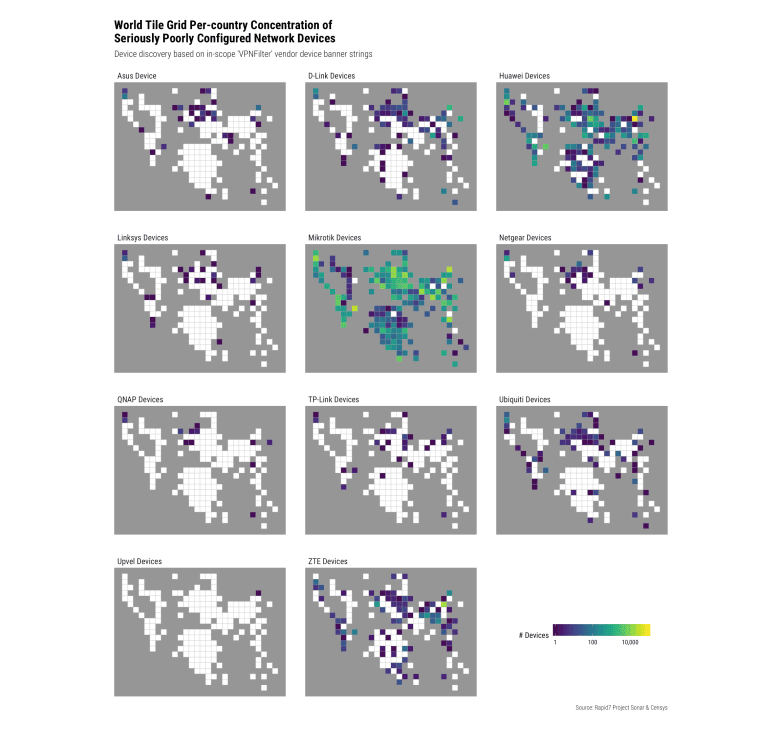 World Tile Grid Per-country Concentration of
Seriously Poorly Configured Network Devices
Device discovery based on in-scope 'VPNFilter' vendor device banner strings
Asus Device
D-Link Devices
Huawei Devices
Linksys Devices
Mikrotik Devices
Netgear Devices
QNAP Devices
TP-Link Devices
Ubiquiti Devices
Upvel Devices
ZTE Devices
# Devices
1 100 10,000
Source: Rapid7 Project Sonar & Censys